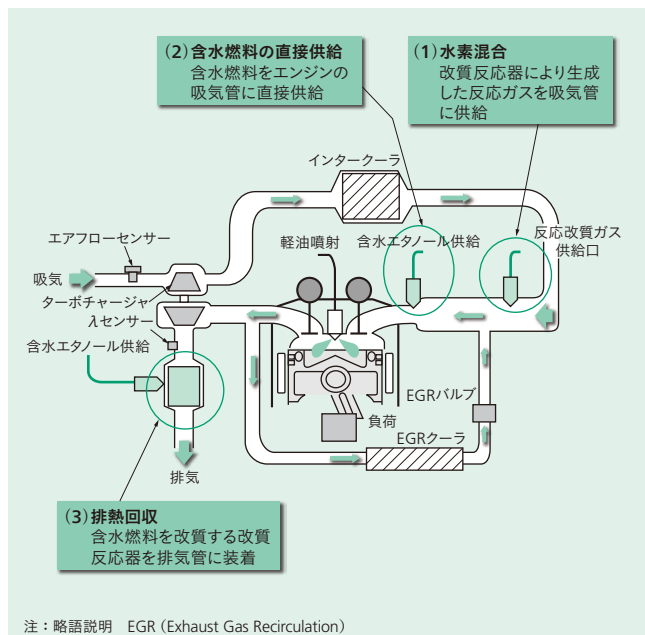 (2)含水燃料の直接供給
含水燃料をエンジンの
吸気管に直接供給
(1)水素混合
改質反応器により生成
した反応ガスを吸気管
に供給
インタークーラ
エアフローセンサー
軽油噴射
含水エタノール供給
反応改質ガス
供給口
吸気
ターボチャージャ
λセンサー
含水エタノール供給
EGRバルブ
負荷
EGRクーラ
排気
(3)排熱回収
含水燃料を改質する改質
反応器を排気管に装着
注:略語説明 EGR(Exhaust Gas Recirculation)